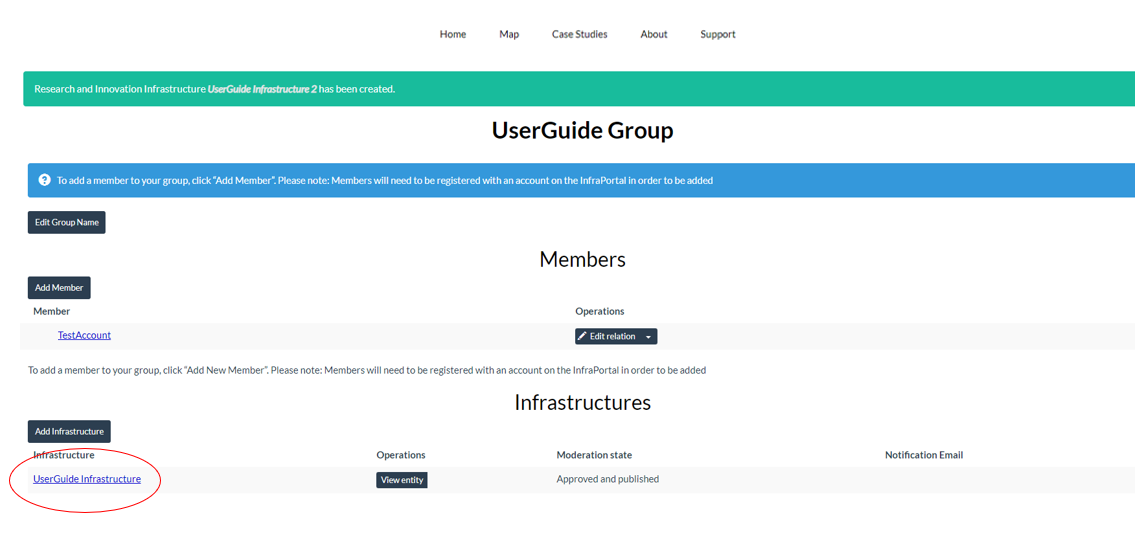 Home Map Case Studies About Support
Research and Innovation Infrastructure UserGuide Infrastructure 2 has been created.
UserGuide Group
To add a member to your group, click “Add Member”. Please note: Members will need to be registered with an account on the InfraPortal in order to be added
Edit Group Name
Members
Add Member
Member Operations
TestAccount Edit relation
To add a member to your group, click “Add New Member”. Please note: Members will need to be registered with an account on the InfraPortal in order to be added
Infrastructures
Add Infrastructure
Infrastructure Operations Moderation state Notification Email
UserGuide Infrastructure View entity Approved and published